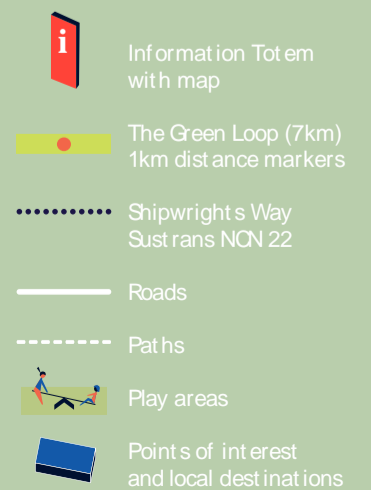 i
Information Totem
with map
The Green Loop (7km)
1km distance markers
Shipwrights Way
Sustrans NCN 22
Roads
Paths
Play areas
Points of interest
and local destinations